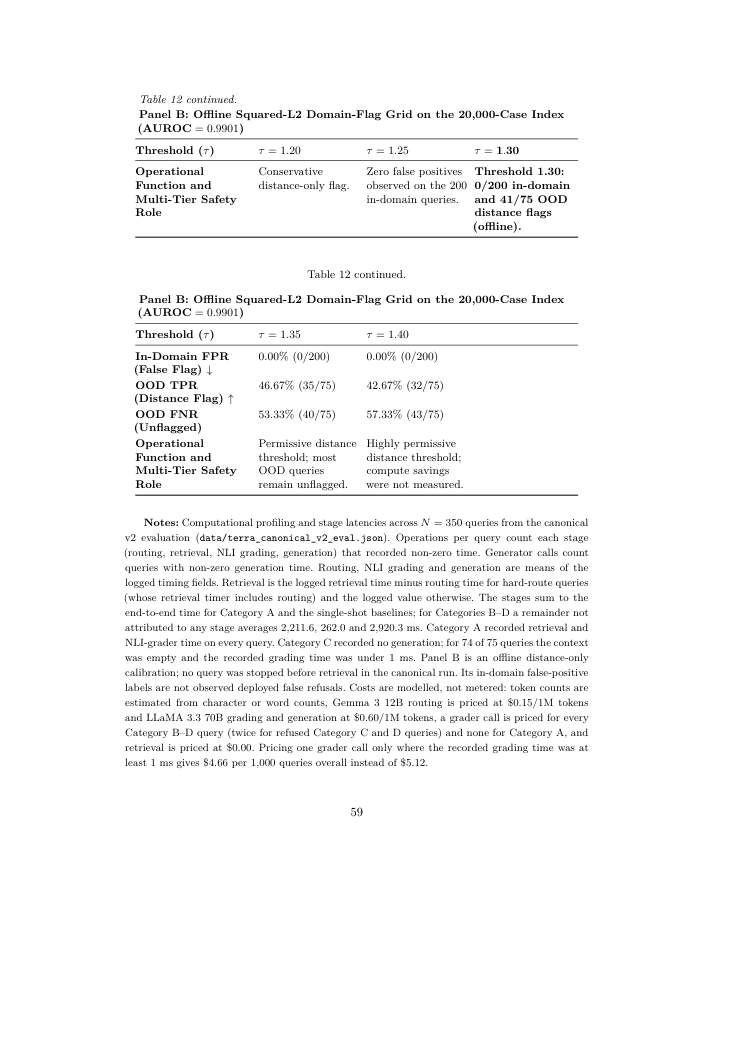 Table 12 continued.
Panel B: Offline Squared-L2 Domain-Flag Grid on the 20,000-Case Index
(AUROC = 0.9901)
Threshold (τ) τ = 1.20 τ = 1.25 τ = 1.30
Operational Conservative Zero false positives Threshold 1.30:
Function and distance-only flag. observed on the 200 0/200 in-domain
Multi-Tier Safety in-domain queries. and 41/75 OOD
Role distance flags
(offline).
Table 12 continued.
Panel B: Offline Squared-L2 Domain-Flag Grid on the 20,000-Case Index
(AUROC = 0.9901)
Threshold (τ) τ = 1.35 τ = 1.40
In-Domain FPR 0.00% (0/200) 0.00% (0/200)
(False Flag) ↓
OOD TPR 46.67% (35/75) 42.67% (32/75)
(Distance Flag) ↑
OOD FNR 53.33% (40/75) 57.33% (43/75)
(Unflagged)
Operational Permissive distance Highly permissive
Function and threshold; most distance threshold;
Multi-Tier Safety OOD queries compute savings
Role remain unflagged. were not measured.
Notes: Computational profiling and stage latencies across N = 350 queries from the canonical
v2 evaluation (data/terra_canonical_v2_eval.json). Operations per query count each stage
(routing, retrieval, NLI grading, generation) that recorded non-zero time. Generator calls count
queries with non-zero generation time. Routing, NLI grading and generation are means of the
logged timing fields. Retrieval is the logged retrieval time minus routing time for hard-route queries
(whose retrieval timer includes routing) and the logged value otherwise. The stages sum to the
end-to-end time for Category A and the single-shot baselines; for Categories B–D a remainder not
attributed to any stage averages 2,211.6, 262.0 and 2,920.3 ms. Category A recorded retrieval and
NLI-grader time on every query. Category C recorded no generation; for 74 of 75 queries the context
was empty and the recorded grading time was under 1 ms. Panel B is an offline distance-only
calibration; no query was stopped before retrieval in the canonical run. Its in-domain false-positive
labels are not observed deployed false refusals. Costs are modelled, not metered: token counts are
estimated from character or word counts, Gemma 3 12B routing is priced at $0.15/1M tokens
and LLaMA 3.3 70B grading and generation at $0.60/1M tokens, a grader call is priced for every
Category B–D query (twice for refused Category C and D queries) and none for Category A, and
retrieval is priced at $0.00. Pricing one grader call only where the recorded grading time was at
least 1 ms gives $4.66 per 1,000 queries overall instead of $5.12.
59